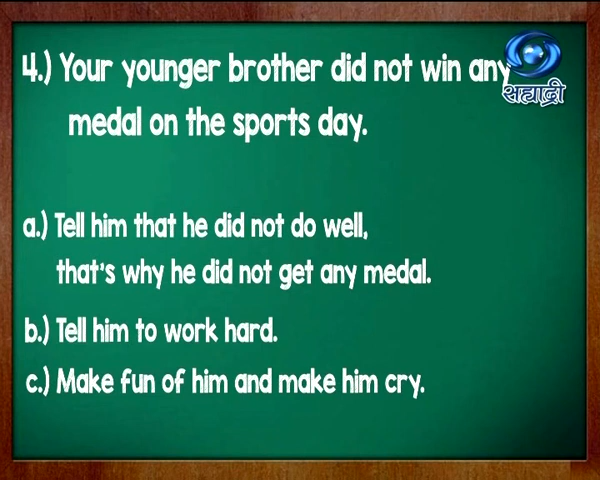 4.) Your younger brother did not win any
सह्याद्री
medal on the sports day.
a.) Tell him that he did not do well,
that's why he did not get any medal.
b.) Tell him to work hard.
c.) Make fun of him and make him cry.